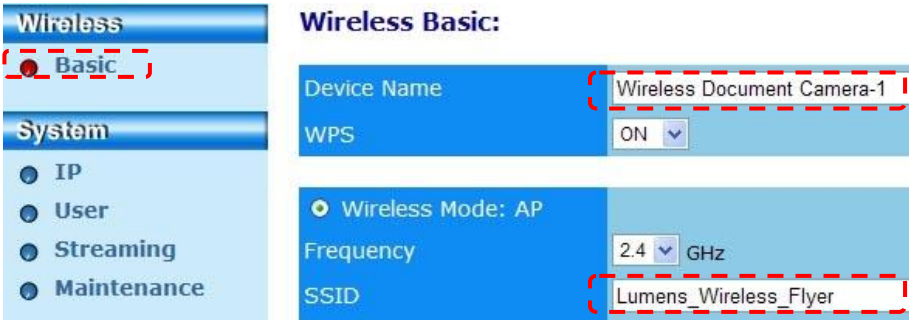 Wireless
Basic
System
IP
User
Streaming
Maintenance
Wireless Basic:
Device Name Wireless Document Camera-1
WPS ON
Wireless Mode: AP
Frequency 2.4 GHz
SSID Lumens_Wireless_Flyer